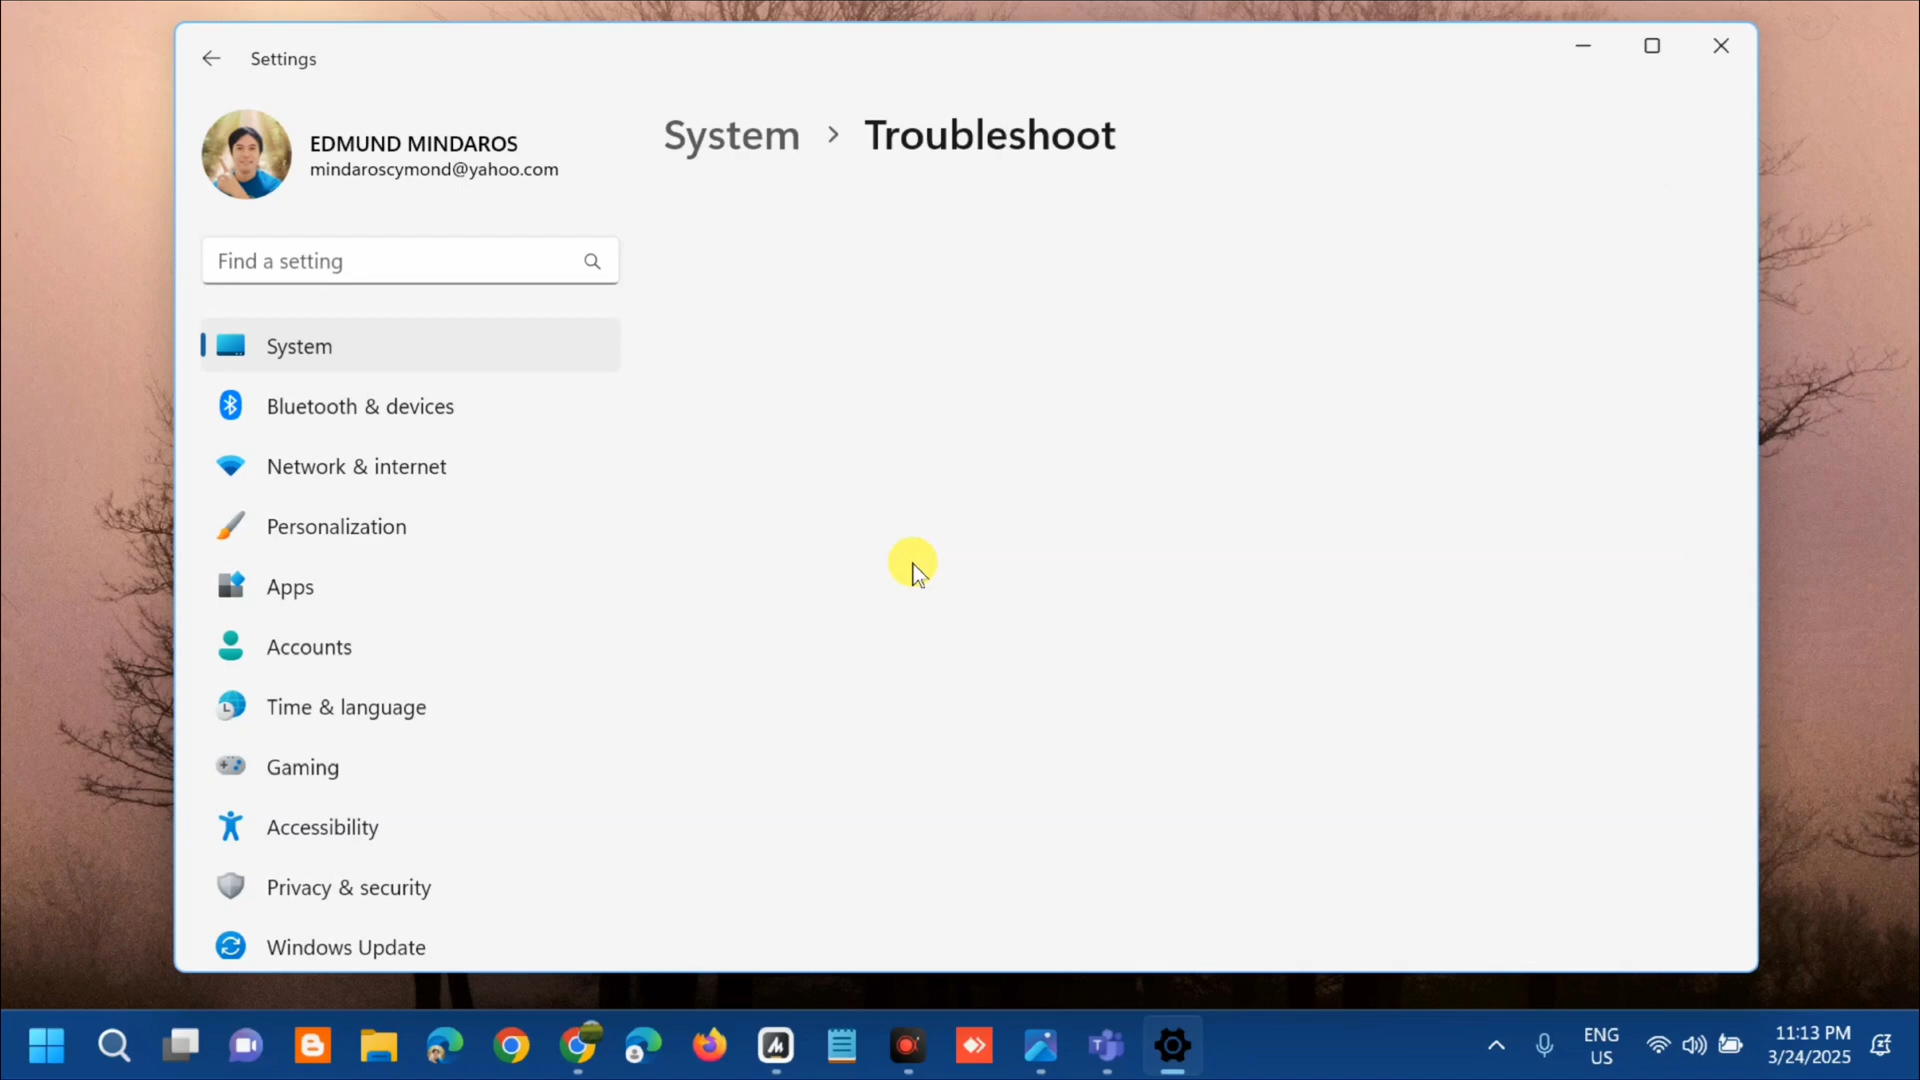 Settings
EDMUND MINDAROS
mindaroscymond@yahoo.com
System > Troubleshoot
Find a setting
System
Bluetooth & devices
Network & internet
Personalization
Apps
Accounts
Time & language
Gaming
Accessibility
Privacy & security
Windows Update
ENG
US
11:13 PM
3/24/2025